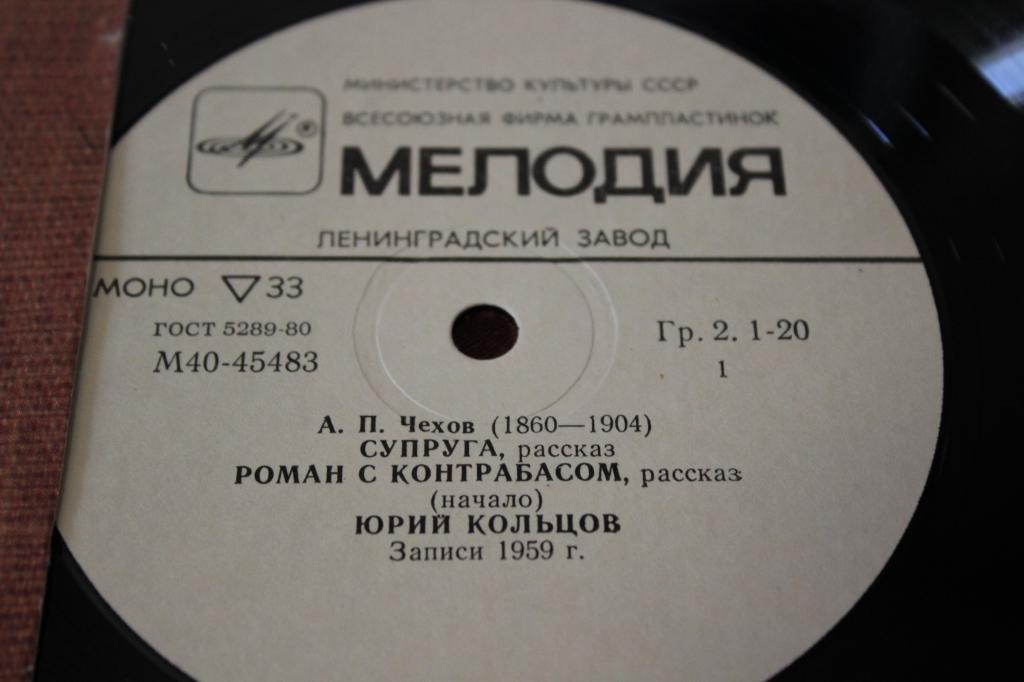 МИНИСТЕРСТВО КУЛЬТУРЫ СССР
ВСЕСОЮЗНАЯ ФИРМА ГРАМПЛАСТИНОК
МЕЛОДИЯ
ЛЕНИНГРАДСКИЙ ЗАВОД
МОНО ▽ 33
ГОСТ 5289-80
М40-45483
Гр. 2. 1-20
1
А. П. Чехов (1860—1904)
СУПРУГА, рассказ
РОМАН С КОНТРАБАСОМ, рассказ
(начало)
ЮРИЙ КОЛЬЦОВ
Записи 1959 г.